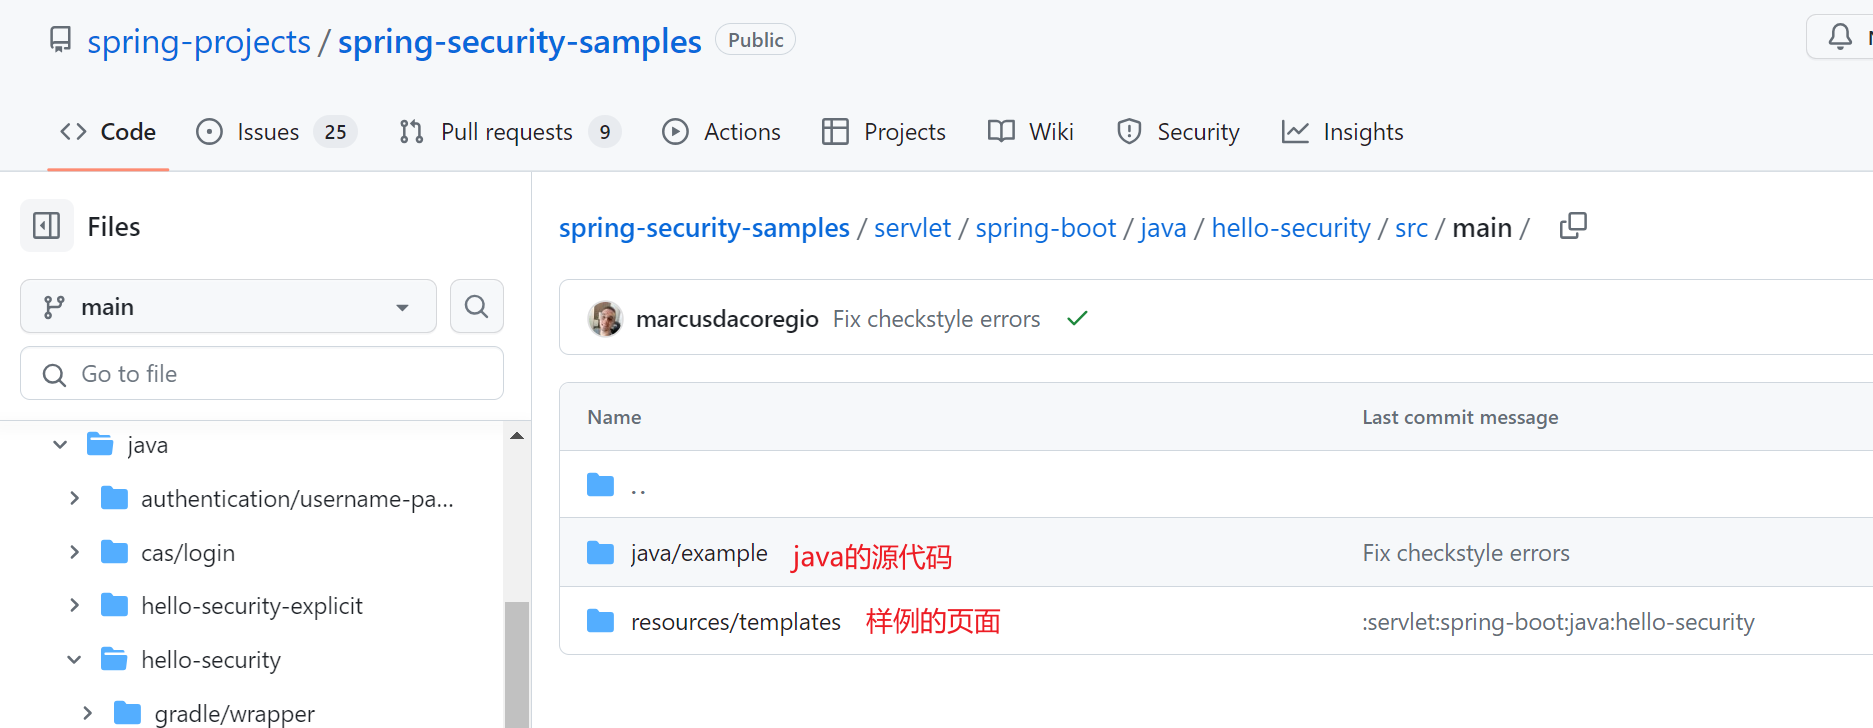 spring-projects / spring-security-samples Public
Code Issues 25 Pull requests 9 Actions Projects Wiki Security Insights
Files
main
Go to file
java
authentication/username-pa...
cas/login
hello-security-explicit
hello-security
gradle/wrapper
spring-security-samples / servlet / spring-boot / java / hello-security / src / main /
marcusdacoregio Fix checkstyle errors
Name Last commit message
..
java/example java的源代码 Fix checkstyle errors
resources/templates 样例的页面 :servlet:spring-boot:java:hello-security